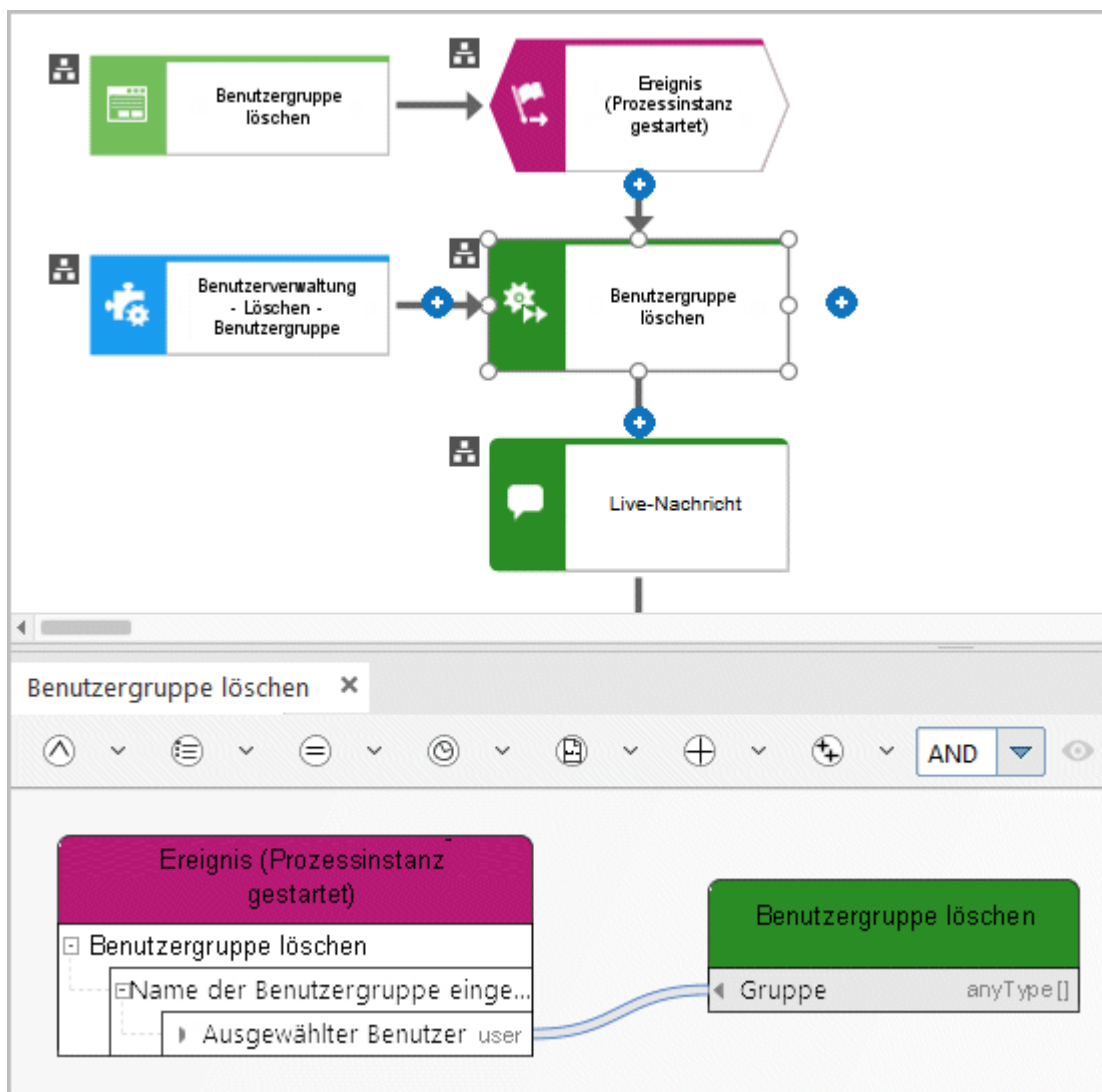 Benutzergruppe
löschen
Ereignis
(Prozessinstanz
gestartet)
Benutzerverwaltung
- Löschen -
Benutzergruppe
Benutzergruppe
löschen
Live-Nachricht
Benutzergruppe löschen
AND
Ereignis (Prozessinstanz
gestartet)
Benutzergruppe löschen
Name der Benutzergruppe einge...
Ausgewählter Benutzer user
Benutzergruppe löschen
Gruppe anyType[]